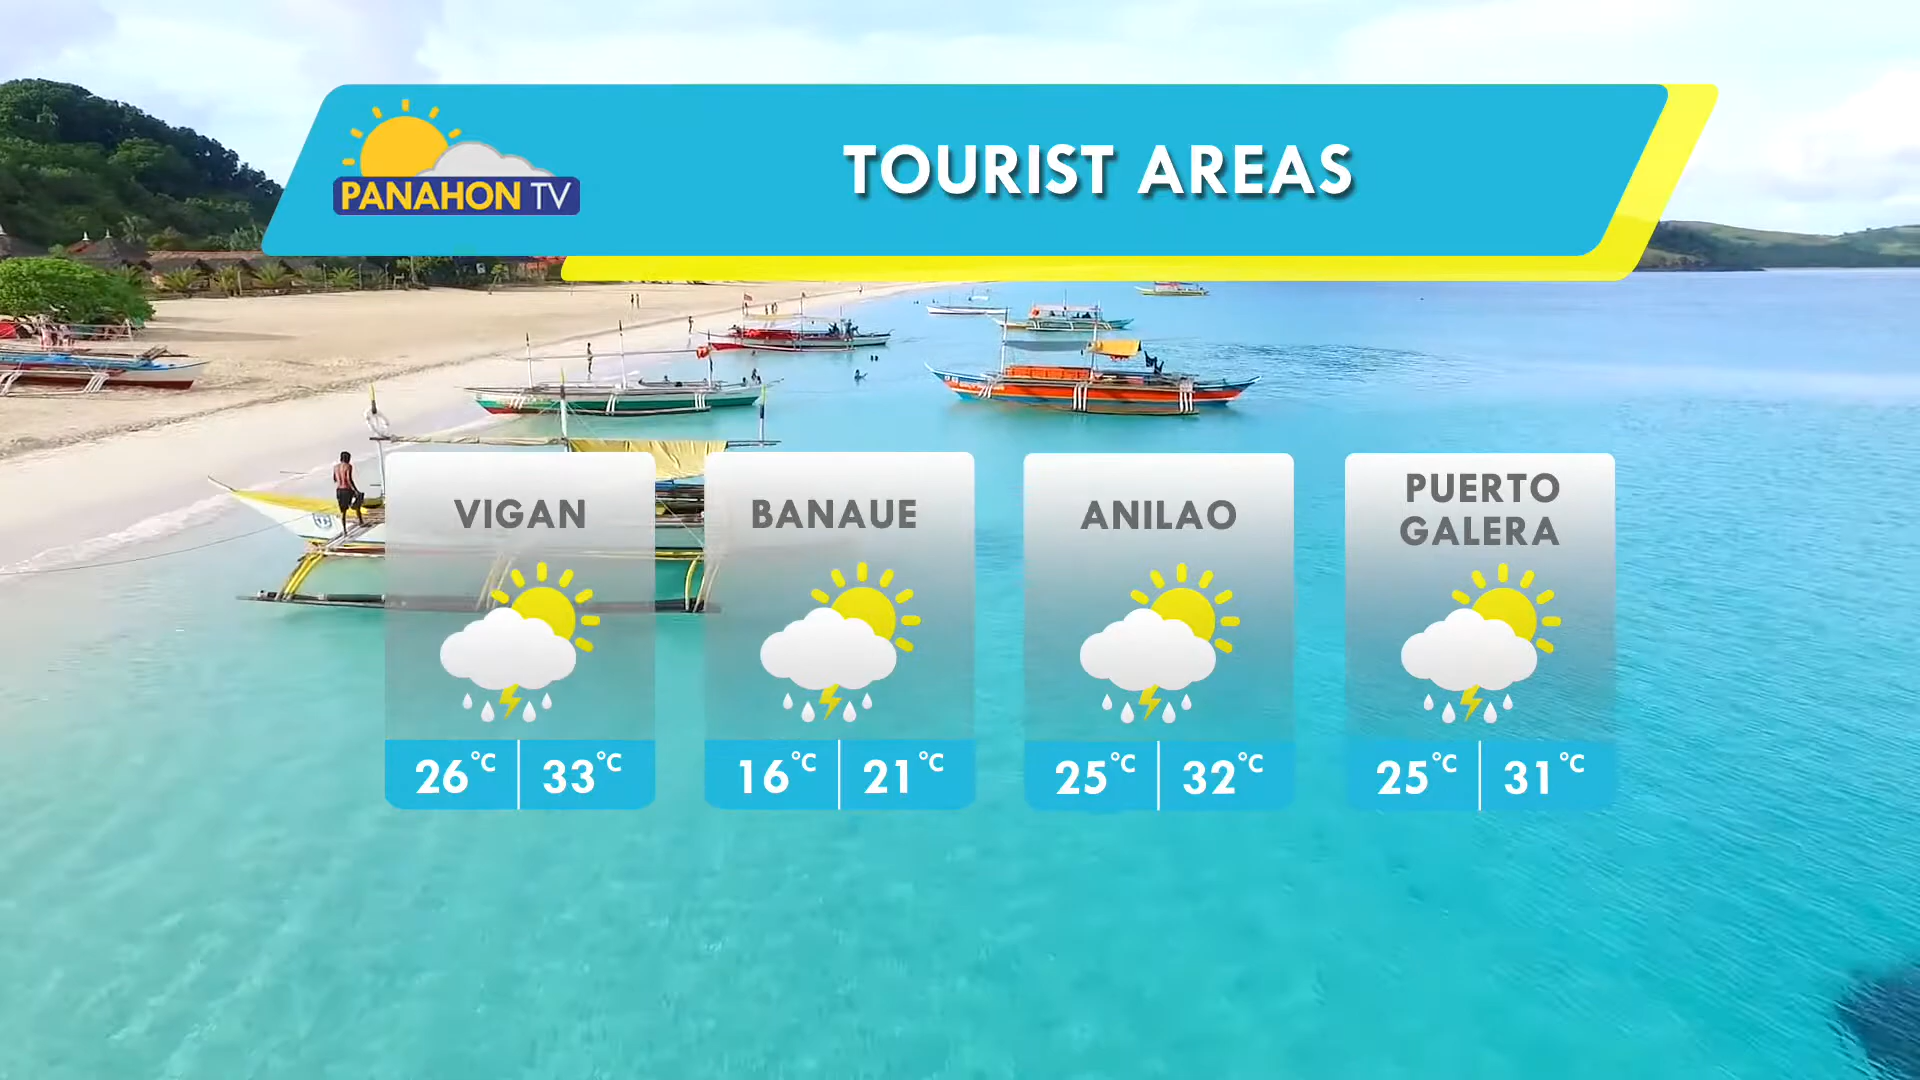 PANAHON TV
TOURIST AREAS
VIGAN
BANAUE
ANILAO
PUERTO
GALERA
26°C 33°C
16°C 21°C
25°C 32°C
25°C 31°C